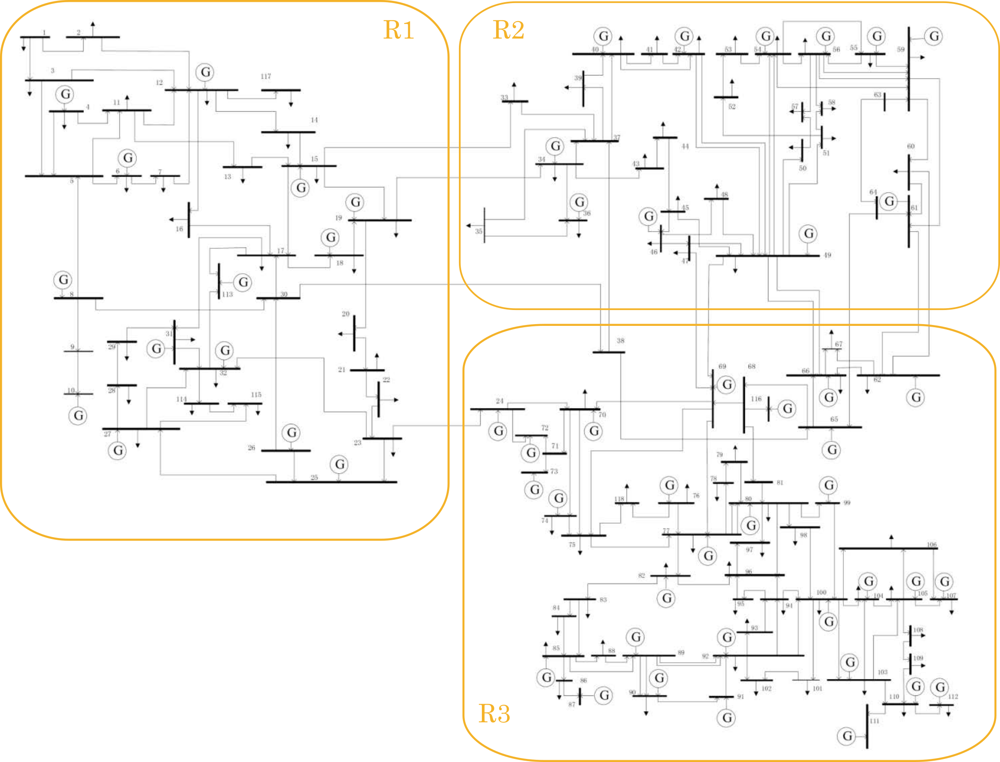 R1
1
2
3
12
G
117
G
4
11
14
G
6
7
5
13
15
G
G
19
16
G
17
18
G
8
113
G
30
20
31
29
G
G
9
32
21
22
10
28
114
115
G
27
G
26
G
23
G
25
R2
G
G
G
G
G
G
40
41
42
53
54
56
55
59
39
33
52
57
58
63
37
G
44
34
43
51
60
50
48
64
G
61
G
36
45
G
35
46
47
G
49
R3
38
67
69
68
G
66
62
G
G
24
70
116
G
65
G
G
72
71
G
G
79
73
G
78
81
G
G
118
76
80
99
G
74
G
77
75
98
97
G
106
82
96
G
G
G
G
83
95
94
100
104
105
107
84
G
93
108
G
G
85
88
89
92
109
G
G
G
86
90
103
G
G
102
101
87
G
91
110
112
G
111
G